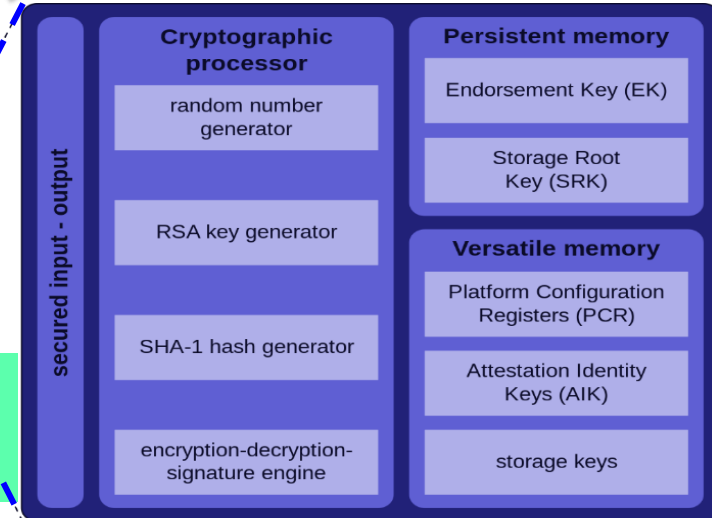 secured input - output
Cryptographic
processor
random number
generator
RSA key generator
SHA-1 hash generator
encryption-decryption-
signature engine
Persistent memory
Endorsement Key (EK)
Storage Root
Key (SRK)
Versatile memory
Platform Configuration
Registers (PCR)
Attestation Identity
Keys (AIK)
storage keys